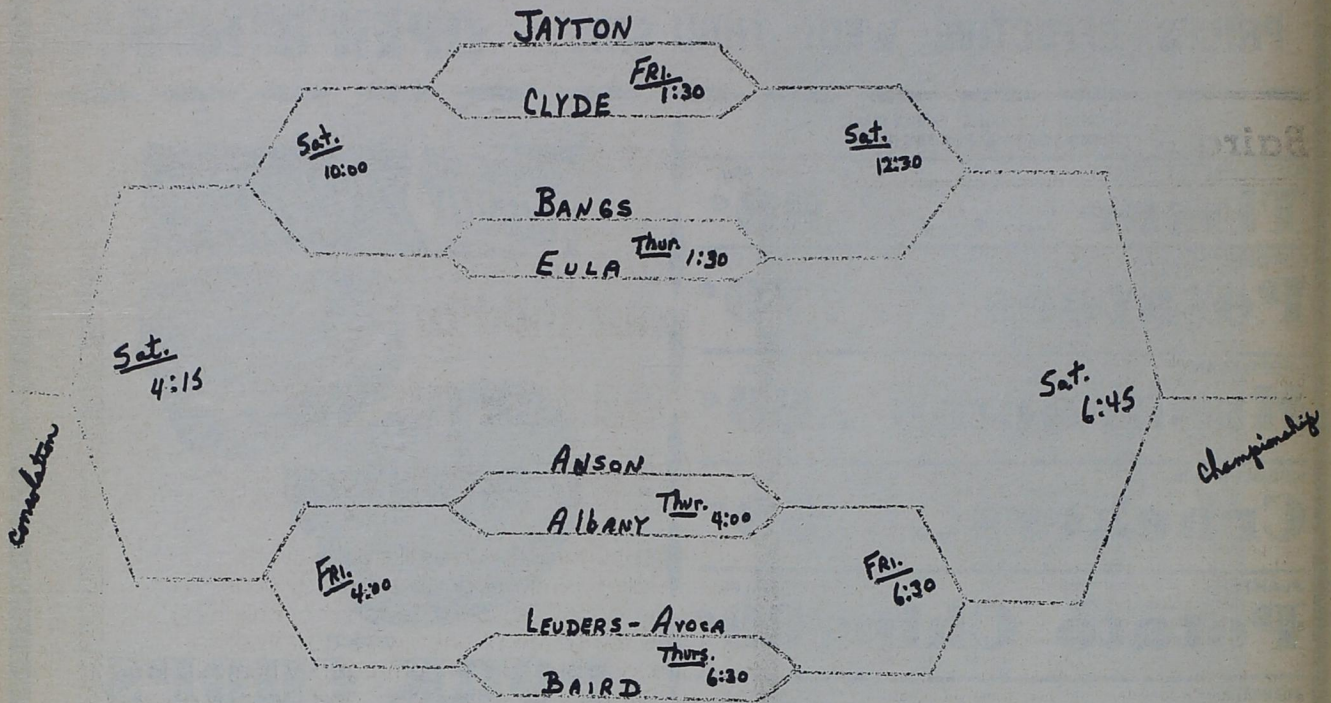 JAYTON
FRI.
1:30
CLYDE
Sat.
10:00
Sat.
12:30
BANGS
Thur. 1:30
EULA
Sat.
4:15
Sat.
6:45
consolation
Championship
ANSON
Thur. 4:00
AlbANY
FRI.
4:00
FRI.
6:30
LEUDERS-AVOCA
Thurs.
6:30
BAIRD
Baird